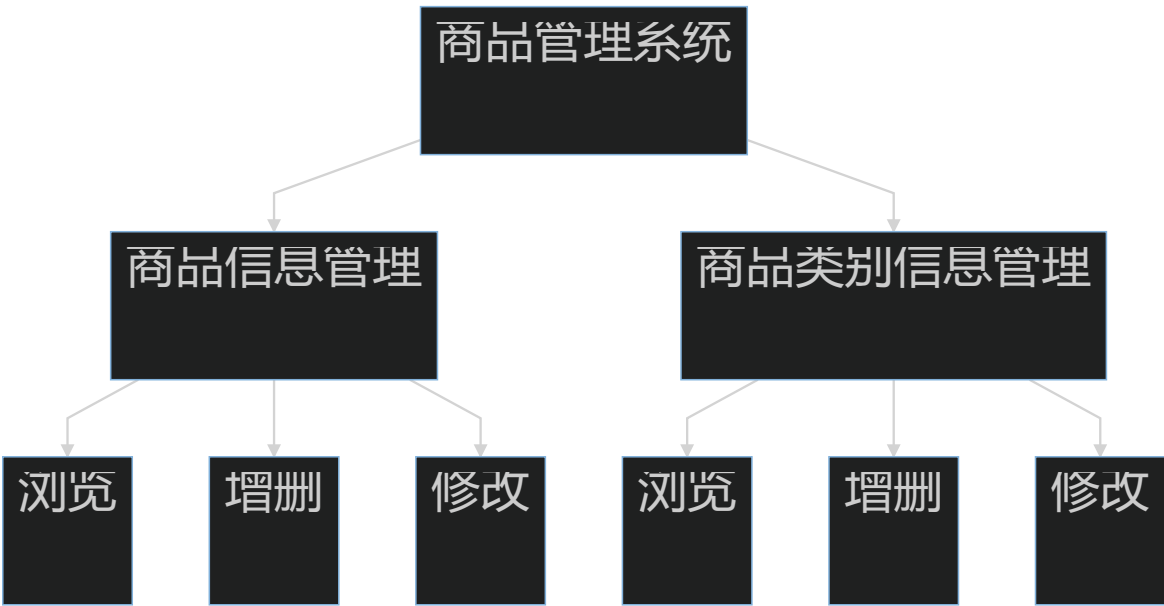 商品管理系统
商品信息管理
商品类别信息管理
浏览
增删
修改
浏览
增删
修改